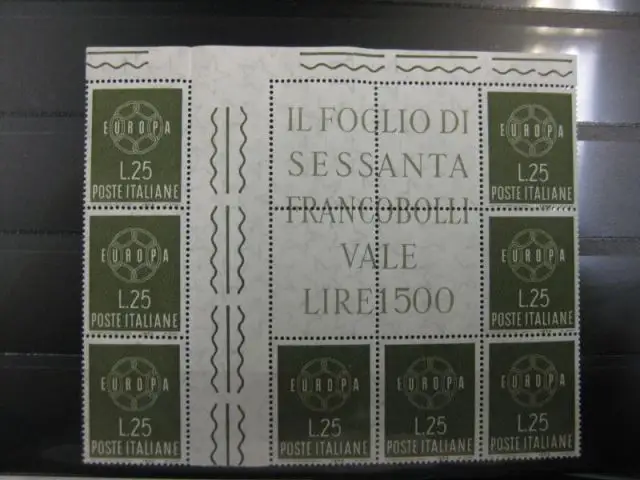 EUROPA
L.25
POSTE ITALIANE
IL FOGLIO DI
SESSANTA
FRANCOBOLLI
VALE
LIRE 1500
EUROPA
L.25
POSTE ITALIANE
EUROPA
L.25
POSTE ITALIANE
EUROPA
L.25
POSTE ITALIANE
EUROPA
L.25
POSTE ITALIANE
EUROPA
L.25
POSTE ITALIANE
EUROPA
L.25
POSTE ITALIANE
EUROPA
L.25
POSTE ITALIANE